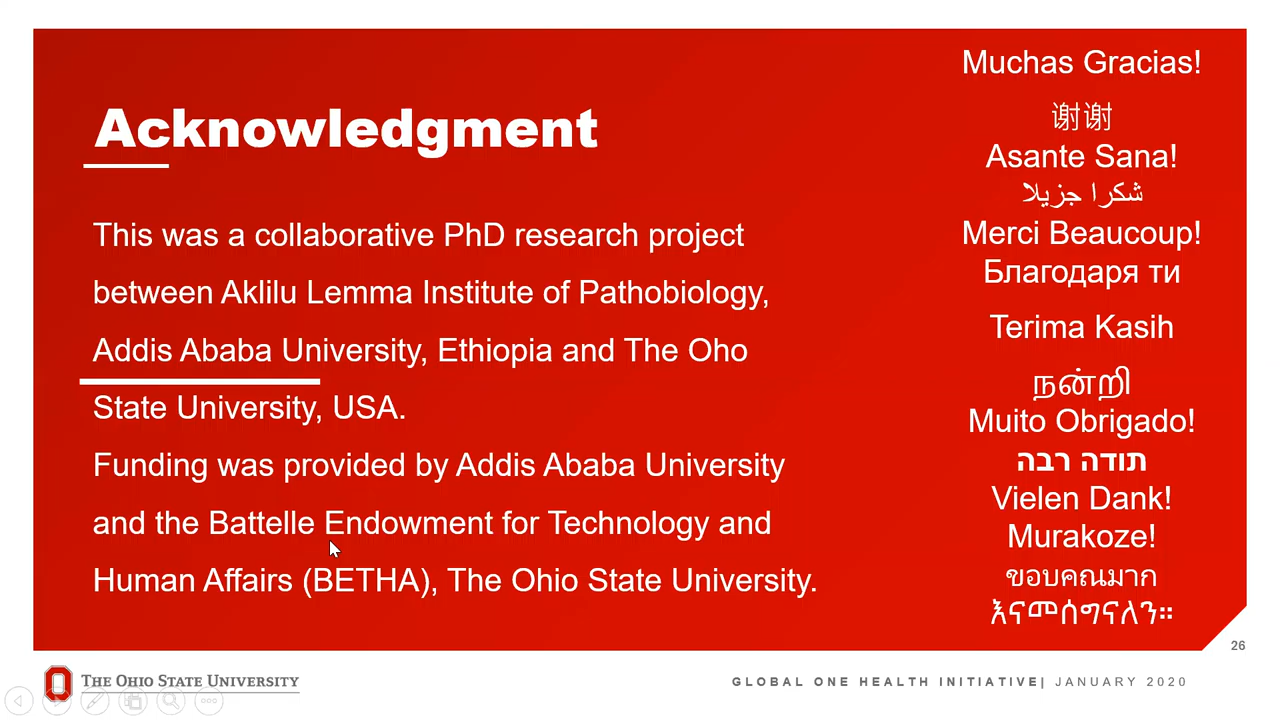 Acknowledgment
This was a collaborative PhD research project
between Aklilu Lemma Institute of Pathobiology,
Addis Ababa University, Ethiopia and The Oho
State University, USA.
Funding was provided by Addis Ababa University
and the Battelle Endowment for Technology and
Human Affairs (BETHA), The Ohio State University.
Muchas Gracias!
谢谢
Asante Sana!
شكرا جزيلا
Merci Beaucoup!
Благодаря ти
Terima Kasih
நன்றி
Muito Obrigado!
תודה רבה
Vielen Dank!
Murakoze!
ขอบคุณมาก
እናመሰግናለን።
26
THE OHIO STATE UNIVERSITY
GLOBAL ONE HEALTH INITIATIVE| JANUARY 2020